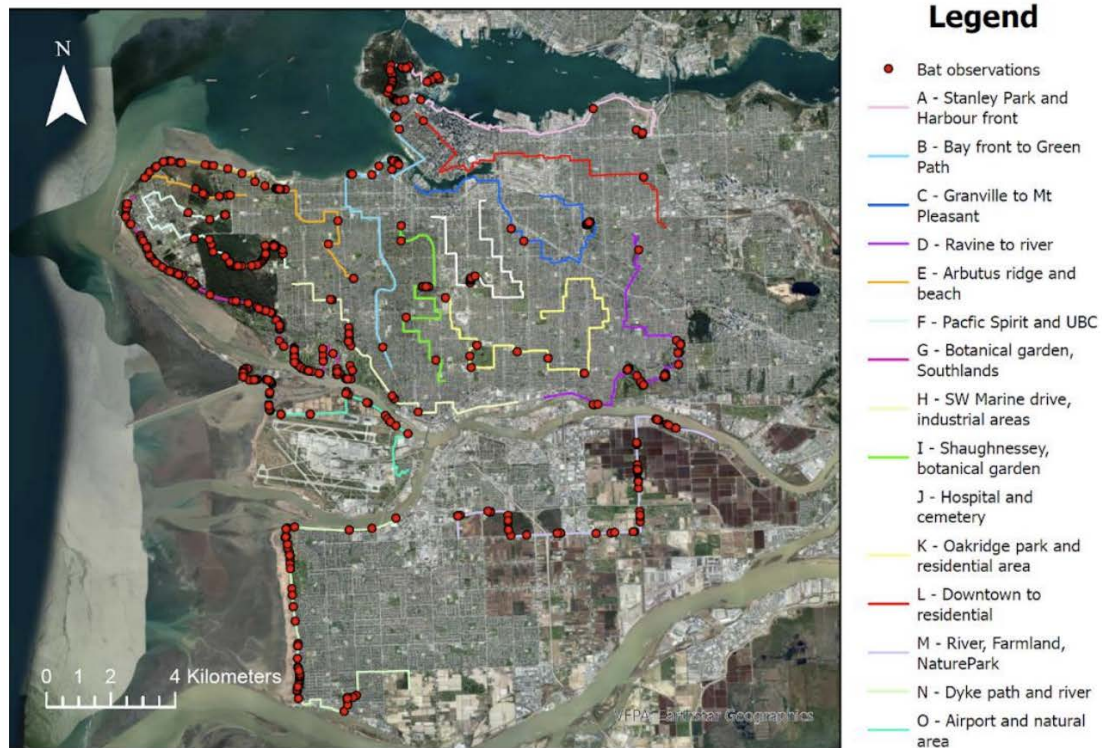 Legend
N
Bat observations
A - Stanley Park and
Harbour front
B - Bay front to Green
Path
C - Granville to Mt
Pleasant
D - Ravine to river
E - Arbutus ridge and
beach
F - Pacfic Spirit and UBC
G - Botanical garden,
Southlands
H - SW Marine drive,
industrial areas
I - Shaughnessey,
botanical garden
J - Hospital and
cemetery
K - Oakridge park and
residential area
L - Downtown to
residential
M - River, Farmland,
NaturePark
N - Dyke path and river
O - Airport and natural
area
0 1 2 4 Kilometers
VFPA, Earthstar Geographics